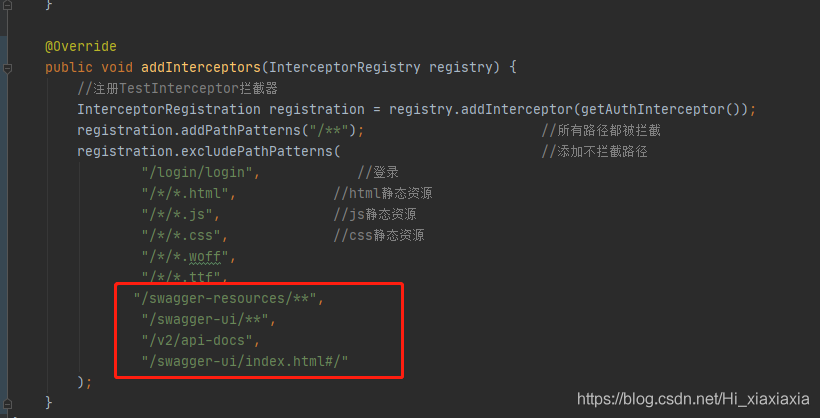 }
@Override
public void addInterceptors(InterceptorRegistry registry) {
//注册TestInterceptor拦截器
InterceptorRegistration registration = registry.addInterceptor(getAuthInterceptor());
registration.addPathPatterns("/**"); //所有路径都被拦截
registration.excludePathPatterns( //添加不拦截路径
"/login/login", //登录
"/*/*.html", //html静态资源
"/*/*.js", //js静态资源
"/*/*.css", //css静态资源
"/*/*.woff",
"/*/*.ttf",
"/swagger-resources/**",
"/swagger-ui/**",
"/v2/api-docs",
"/swagger-ui/index.html#/"
);
}
https://blog.csdn.net/Hi_xiaxiaxia